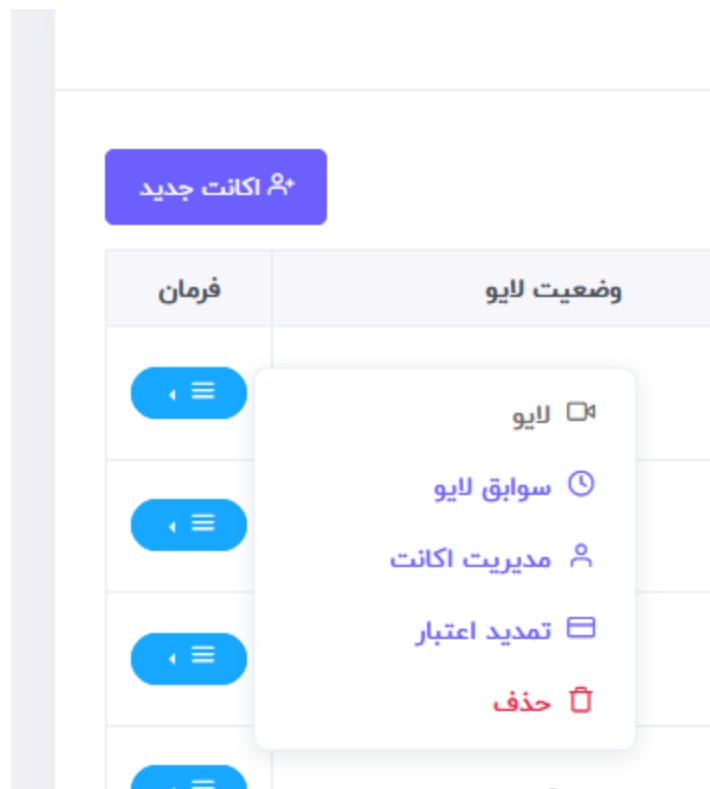 اکانت جدید
وضعیت لایو
فرمان
لایو
سوابق لایو
مدیریت اکانت
تمدید اعتبار
حذف